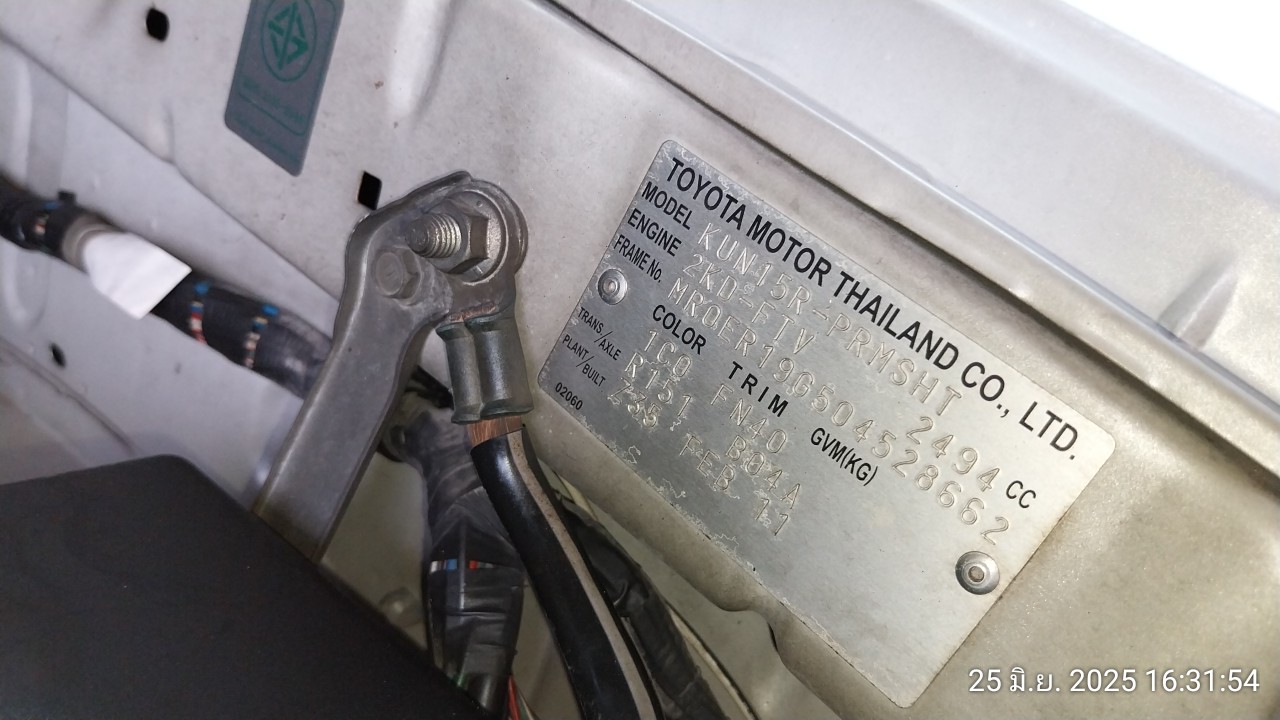 TOYOTA MOTOR THAILAND CO., LTD.
MODEL KUN15R-PRMSHT
ENGINE 2KD-FTV 2494 CC
FRAME No. MR0ER19G504528662
COLOR TRIM GVM(KG)
1C0 FN40
TRANS/AXLE R151 B04A
PLANT/BUILT FEB 11
02060 S
25 มิ.ย. 2025 16:31:54